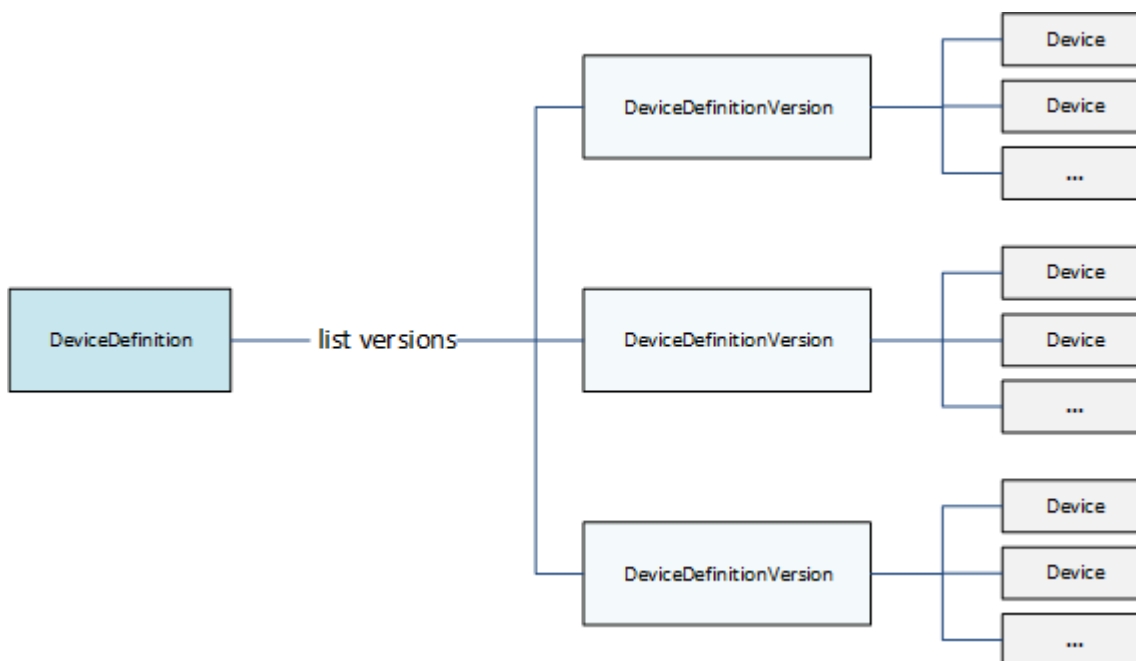 DeviceDefinition
list versions
DeviceDefinitionVersion
Device
Device
...
DeviceDefinitionVersion
Device
Device
...
DeviceDefinitionVersion
Device
Device
...